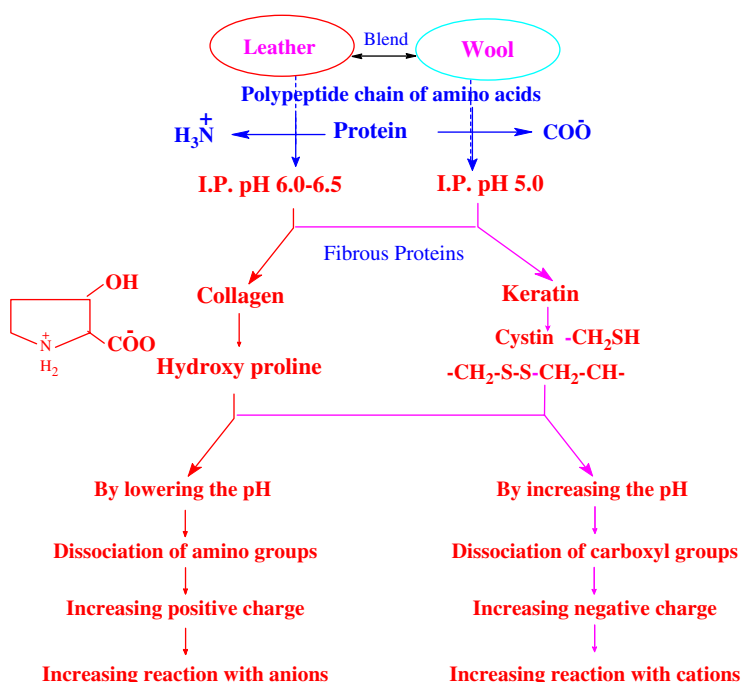 Leather Blend Wool
Polypeptide chain of amino acids
H₃N⁺ Protein COO⁻
I.P. pH 6.0-6.5 I.P. pH 5.0
Fibrous Proteins
OH
Collagen Keratin
N⁺ COO⁻ Cystin -CH₂SH
H₂
Hydroxy proline -CH₂-S-S-CH₂-CH-
By lowering the pH By increasing the pH
Dissociation of amino groups Dissociation of carboxyl groups
Increasing positive charge Increasing negative charge
Increasing reaction with anions Increasing reaction with cations